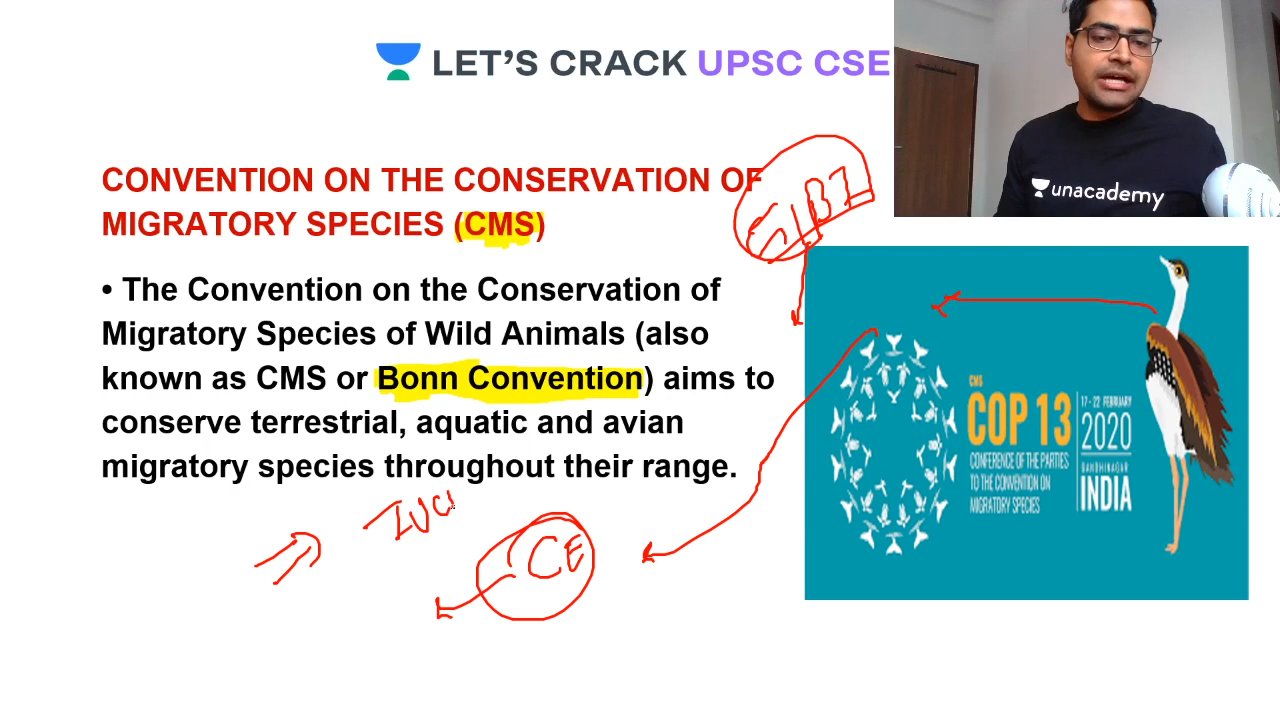 LET'S CRACK UPSC CSE
unacademy
CONVENTION ON THE CONSERVATION OF
MIGRATORY SPECIES (CMS)
• The Convention on the Conservation of
Migratory Species of Wild Animals (also
known as CMS or Bonn Convention) aims to
conserve terrestrial, aquatic and avian
migratory species throughout their range.
CMS
COP 13
CONFERENCE OF THE PARTIES
TO THE CONVENTION ON
MIGRATORY SPECIES
17-22 FEBRUARY
2020
GANDHINAGAR
INDIA
CE